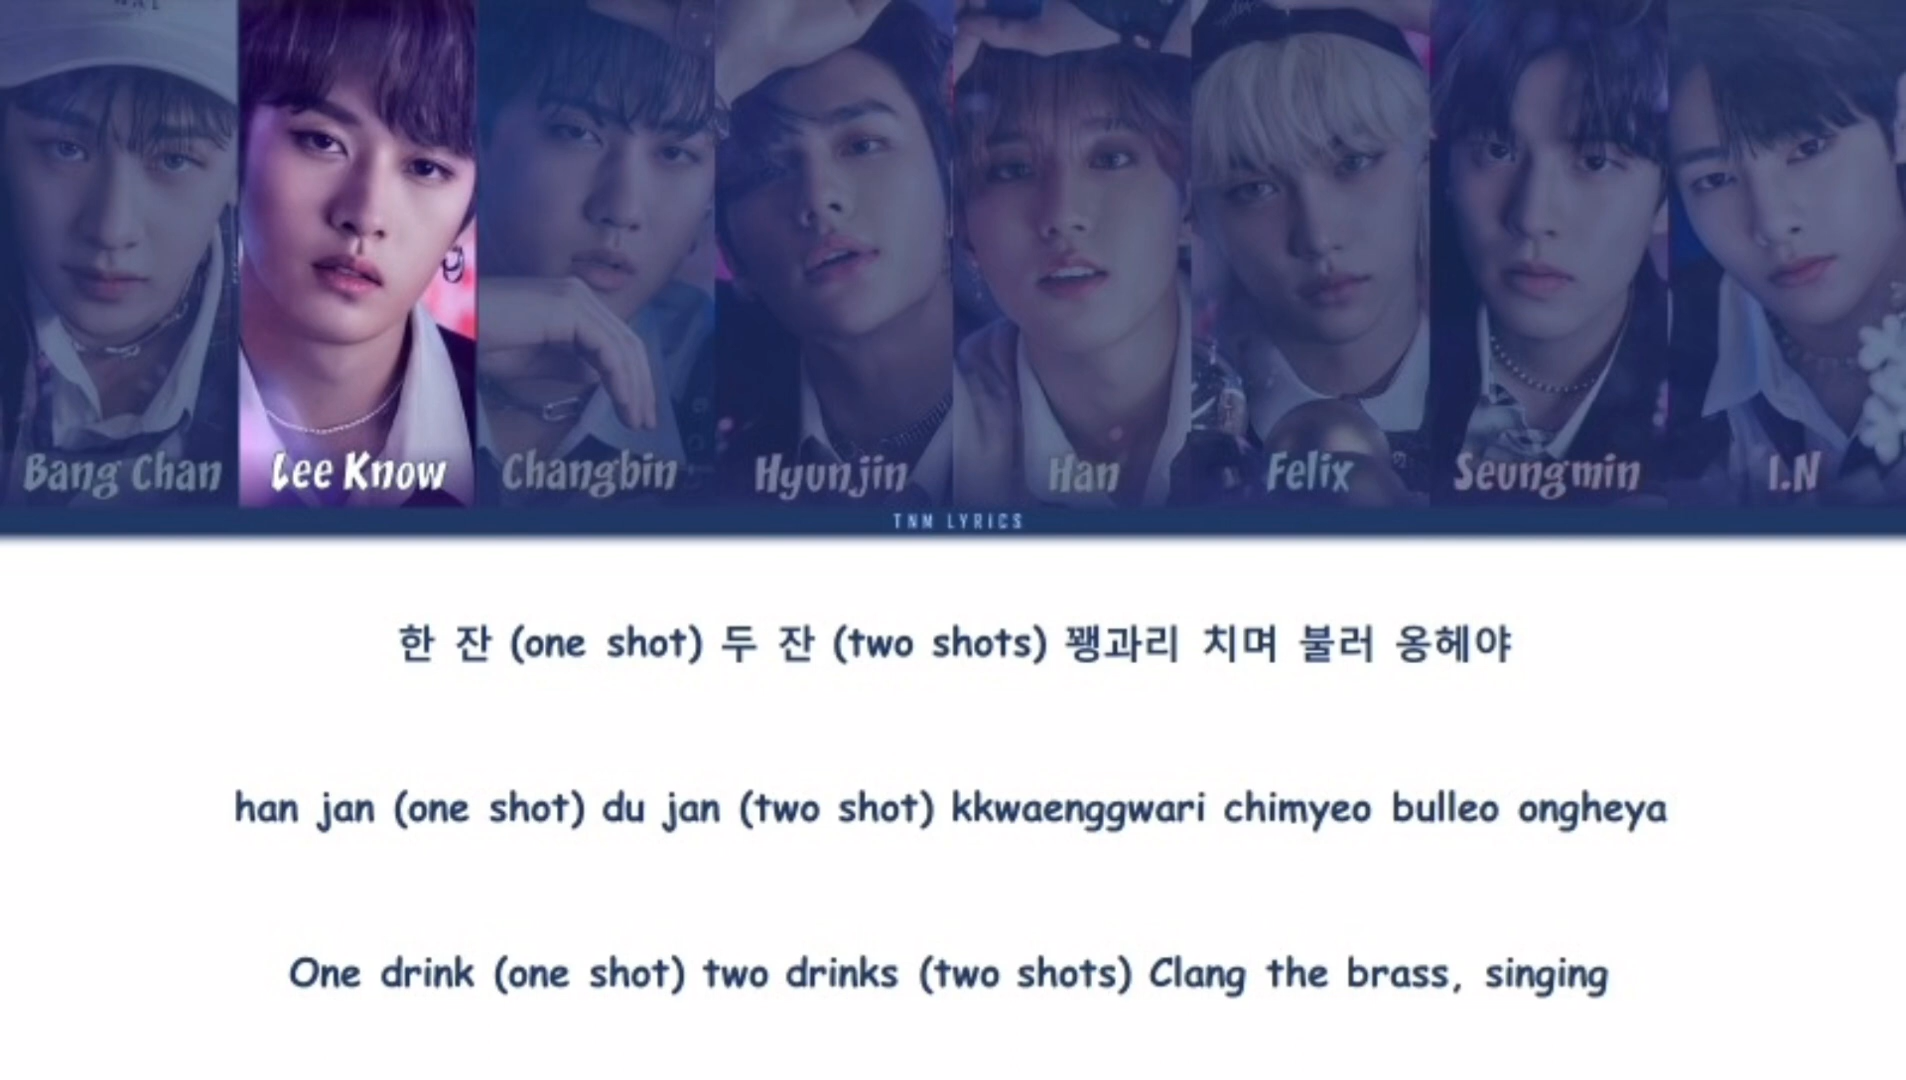 Bang Chan
Lee Know
Changbin
Hyunjin
Han
Felix
Seungmin
I.N
TNM LYRICS
한 잔 (one shot) 두 잔 (two shots) 꽹과리 치며 불러 옹헤야
han jan (one shot) du jan (two shot) kkwaenggwari chimyeo bulleo ongheya
One drink (one shot) two drinks (two shots) Clang the brass, singing